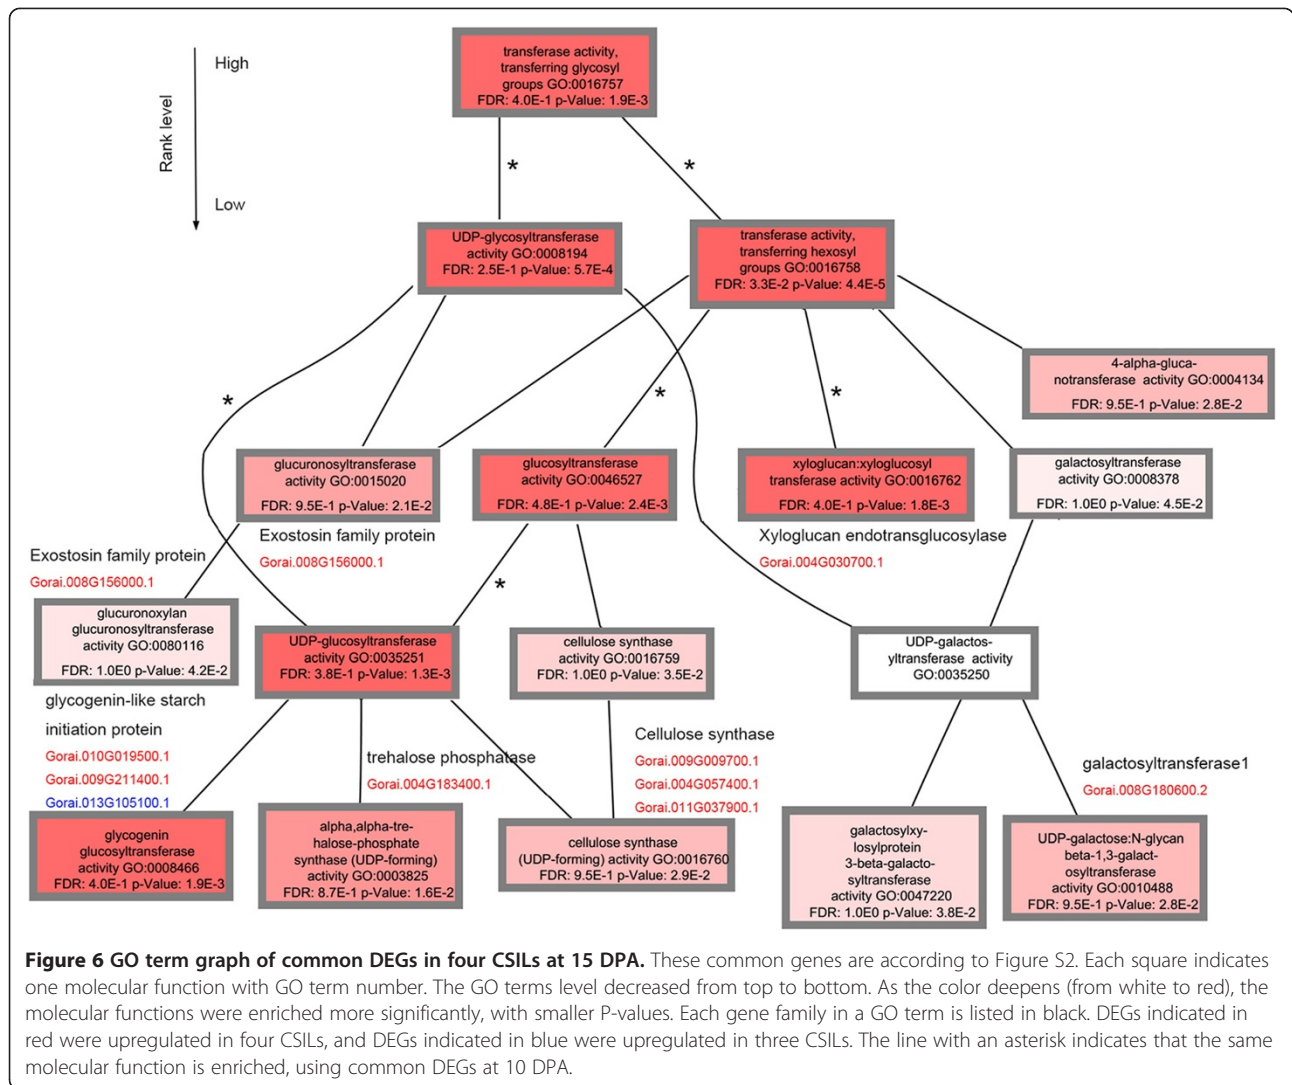 High
Rank level
Low
transferase activity,
transferring glycosyl
groups GO:0016757
FDR: 4.0E-1 p-Value: 1.9E-3
*
*
UDP-glycosyltransferase
activity GO:0008194
FDR: 2.5E-1 p-Value: 5.7E-4
transferase activity,
transferring hexosyl
groups GO:0016758
FDR: 3.3E-2 p-Value: 4.4E-5
4-alpha-gluca-
notransferase activity GO:0004134
FDR: 9.5E-1 p-Value: 2.8E-2
*
*
*
glucuronosyltransferase
activity GO:0015020
FDR: 9.5E-1 p-Value: 2.1E-2
glucosyltransferase
activity GO:0046527
FDR: 4.8E-1 p-Value: 2.4E-3
xyloglucan:xyloglucosyl
transferase activity GO:0016762
FDR: 4.0E-1 p-Value: 1.8E-3
galactosyltransferase
activity GO:0008378
FDR: 1.0E0 p-Value: 4.5E-2
Exostosin family protein
Gorai.008G156000.1
Exostosin family protein
Gorai.008G156000.1
Xyloglucan endotransglucosylase
Gorai.004G030700.1
*
glucuronoxylan
glucuronosyltransferase
activity GO:0080116
FDR: 1.0E0 p-Value: 4.2E-2
UDP-glucosyltransferase
activity GO:0035251
FDR: 3.8E-1 p-Value: 1.3E-3
cellulose synthase
activity GO:0016759
FDR: 1.0E0 p-Value: 3.5E-2
UDP-galactos-
yltransferase activity
GO:0035250
glycogenin-like starch
initiation protein
Gorai.010G019500.1
Gorai.009G211400.1
Gorai.013G105100.1
trehalose phosphatase
Gorai.004G183400.1
Cellulose synthase
Gorai.009G009700.1
Gorai.004G057400.1
Gorai.011G037900.1
galactosyltransferase1
Gorai.008G180600.2
glycogenin
glucosyltransferase
activity GO:0008466
FDR: 4.0E-1 p-Value: 1.9E-3
alpha,alpha-tre-
halose-phosphate
synthase (UDP-forming)
activity GO:0003825
FDR: 8.7E-1 p-Value: 1.6E-2
cellulose synthase
(UDP-forming) activity GO:0016760
FDR: 9.5E-1 p-Value: 2.9E-2
galactosylxy-
losylprotein
3-beta-galacto-
syltransferase
activity GO:0047220
FDR: 1.0E0 p-Value: 3.8E-2
UDP-galactose:N-glycan
beta-1,3-galact-
osyltransferase
activity GO:0010488
FDR: 9.5E-1 p-Value: 2.8E-2
Figure 6 GO term graph of common DEGs in four CSILs at 15 DPA. These common genes are according to Figure S2. Each square indicates
one molecular function with GO term number. The GO terms level decreased from top to bottom. As the color deepens (from white to red), the
molecular functions were enriched more significantly, with smaller P-values. Each gene family in a GO term is listed in black. DEGs indicated in
red were upregulated in four CSILs, and DEGs indicated in blue were upregulated in three CSILs. The line with an asterisk indicates that the same
molecular function is enriched, using common DEGs at 10 DPA.